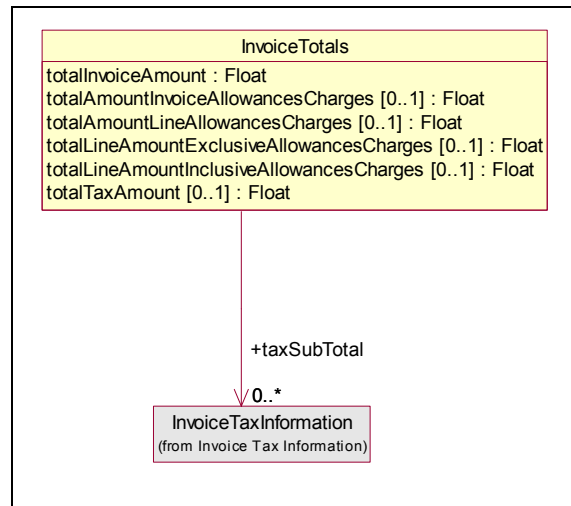 InvoiceTotals
totalInvoiceAmount : Float
totalAmountInvoiceAllowancesCharges [0..1] : Float
totalAmountLineAllowancesCharges [0..1] : Float
totalLineAmountExclusiveAllowancesCharges [0..1] : Float
totalLineAmountInclusiveAllowancesCharges [0..1] : Float
totalTaxAmount [0..1] : Float
+taxSubTotal
0..*
InvoiceTaxInformation
(from Invoice Tax Information)